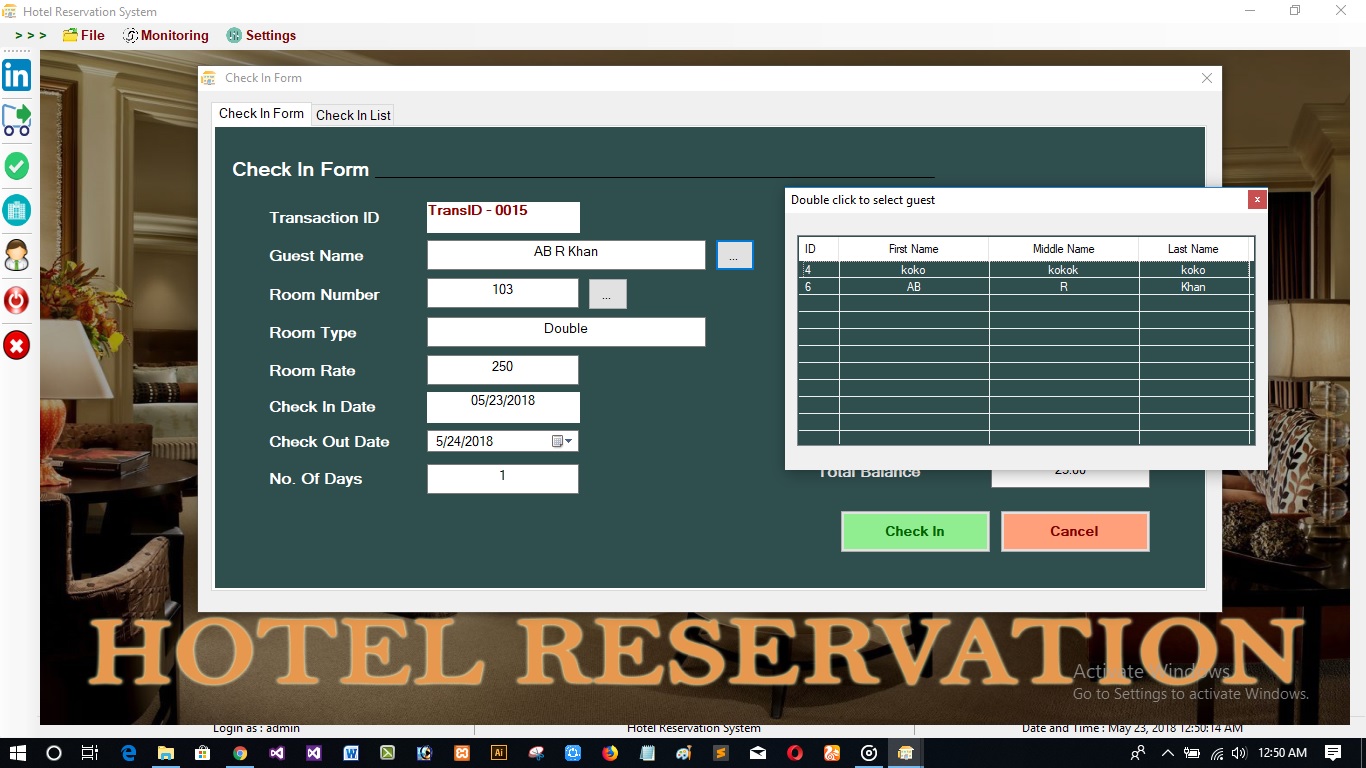 Hotel Reservation System
> > > File Monitoring Settings
in
Check In Form
Check In Form Check In List
Check In Form
Transaction ID TransID - 0015
Guest Name AB R Khan ...
Room Number 103 ...
Room Type Double
Room Rate 250
Check In Date 05/23/2018
Check Out Date 5/24/2018
No. Of Days 1
Double click to select guest
ID First Name Middle Name Last Name
4 koko kokok koko
6 AB R Khan
Total Balance 25.00
Check In Cancel
HOTEL RESERVATION
Activate Windows
Go to Settings to activate Windows.
Login as : admin Hotel Reservation System Date and Time : May 23, 2018 12:50:14 AM
Ai
12:50 AM